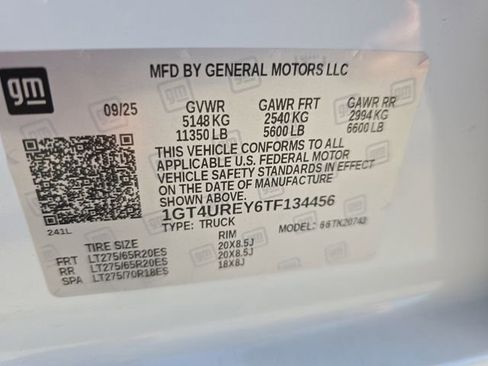 gm
MFD BY GENERAL MOTORS LLC
09/25 GVWR GAWR FRT GAWR RR
5148 KG 2540 KG 2994 KG
11350 LB 5600 LB 6600 LB
THIS VEHICLE CONFORMS TO ALL
APPLICABLE U.S. FEDERAL MOTOR
VEHICLE SAFETY STANDARDS IN EFFECT
ON THE DATE OF MANUFACTURE
SHOWN ABOVE.
1GT4UREY6TF134456
TYPE: TRUCK MODEL:
241L
TIRE SIZE RIM
FRT LT275/65R20ES 20X8.5J
RR LT275/65R20ES 20X8.5J
SPA LT275/70R18ES 18X8J